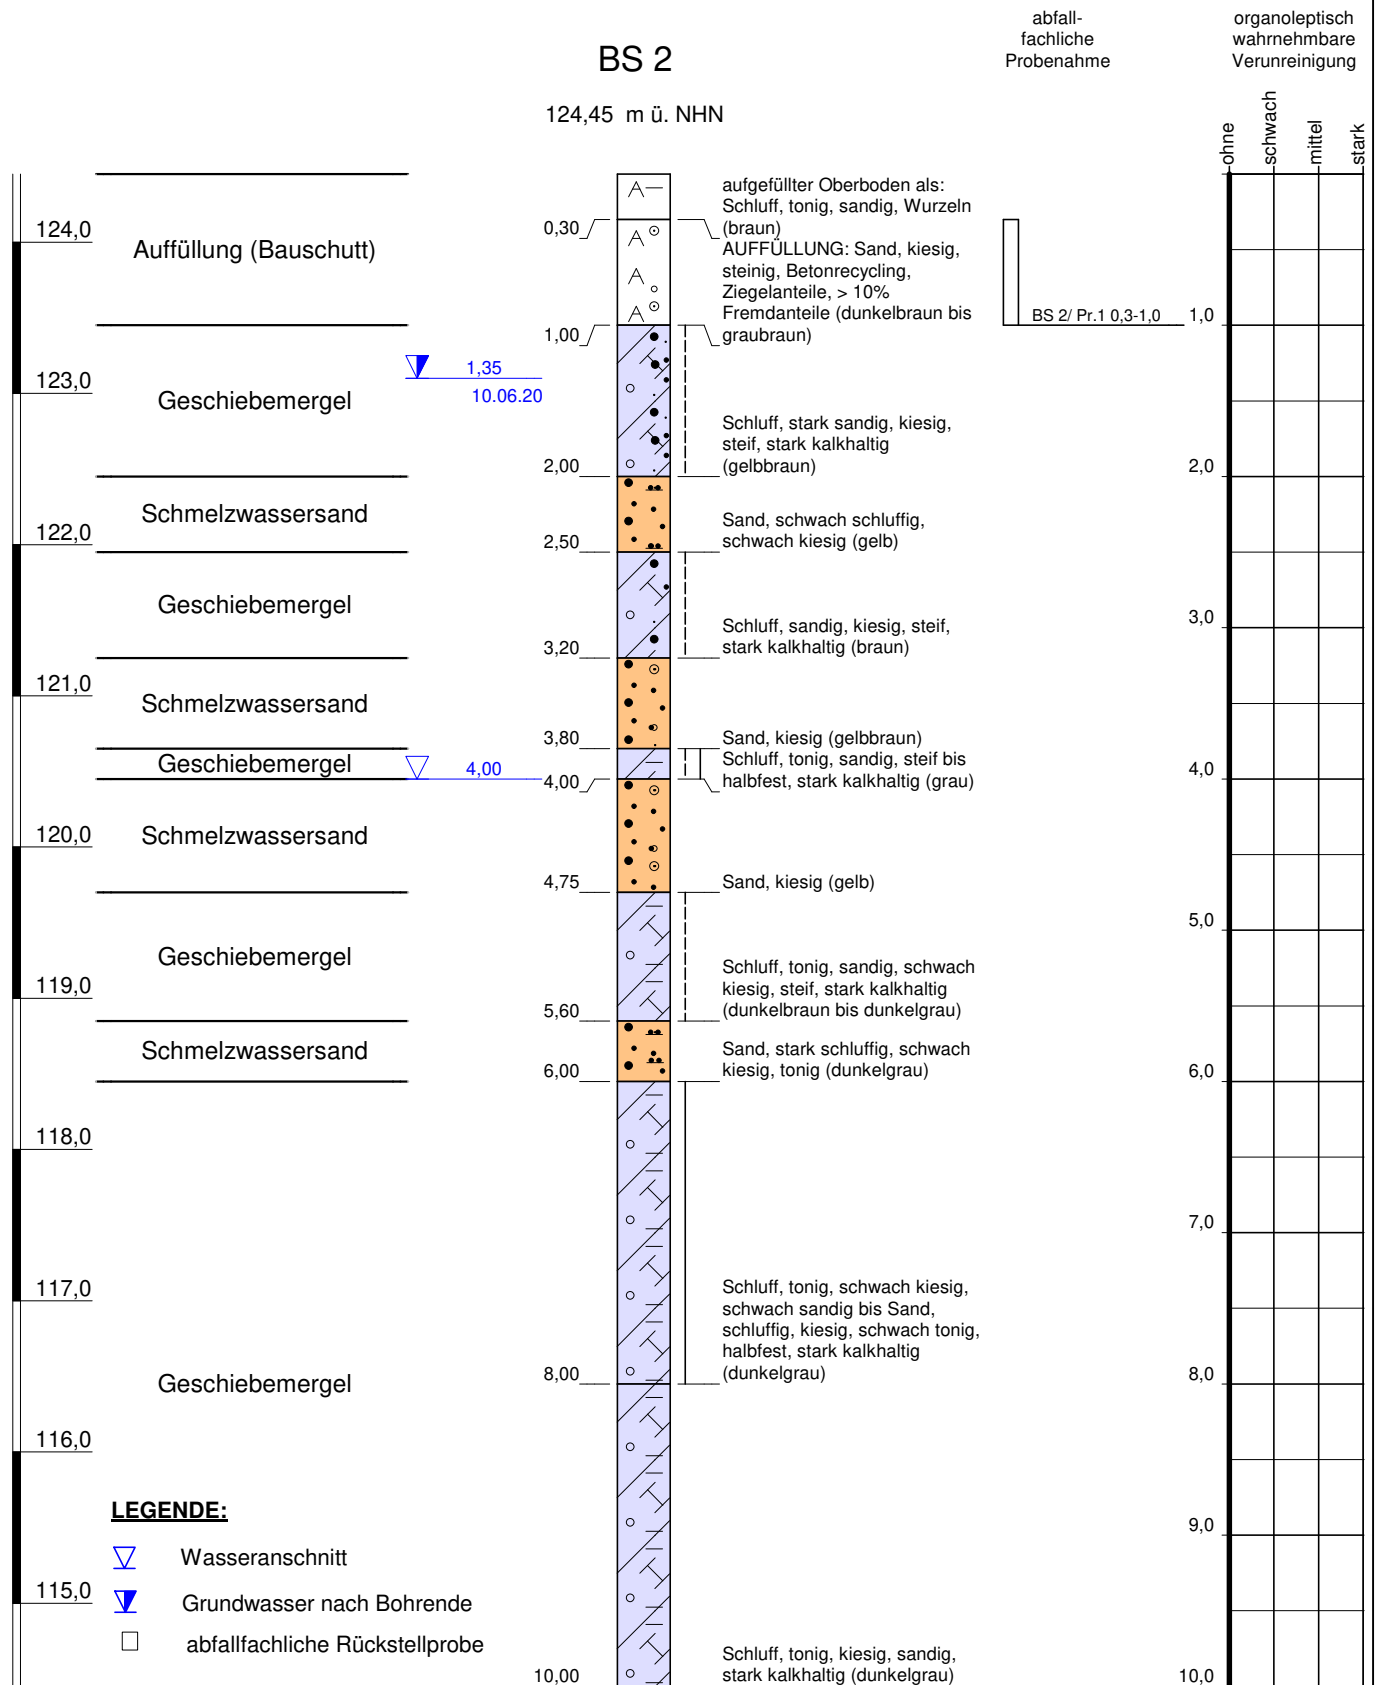 abfall-
fachliche
Probenahme
organoleptisch
wahrnehmbare
Verunreinigung
BS 2
124,45 m ü. NHN
ohne
schwach
mittel
stark
124,0
123,0
122,0
121,0
120,0
119,0
118,0
117,0
116,0
115,0
Auffüllung (Bauschutt)
Geschiebemergel
Schmelzwassersand
Geschiebemergel
Schmelzwassersand
Geschiebemergel
Schmelzwassersand
Geschiebemergel
Schmelzwassersand
Geschiebemergel
1,35
10.06.20
4,00
0,30
1,00
2,00
2,50
3,20
3,80
4,00
4,75
5,60
6,00
8,00
10,00
A
A
A
A
aufgefüllter Oberboden als:
Schluff, tonig, sandig, Wurzeln
(braun)
AUFFÜLLUNG: Sand, kiesig,
steinig, Betonrecycling,
Ziegelanteile, > 10%
Fremdanteile (dunkelbraun bis
graubraun)
Schluff, stark sandig, kiesig,
steif, stark kalkhaltig
(gelbbraun)
Sand, schwach schluffig,
schwach kiesig (gelb)
Schluff, sandig, kiesig, steif,
stark kalkhaltig (braun)
Sand, kiesig (gelbbraun)
Schluff, tonig, sandig, steif bis
halbfest, stark kalkhaltig (grau)
Sand, kiesig (gelb)
Schluff, tonig, sandig, schwach
kiesig, steif, stark kalkhaltig
(dunkelbraun bis dunkelgrau)
Sand, stark schluffig, schwach
kiesig, tonig (dunkelgrau)
Schluff, tonig, schwach kiesig,
schwach sandig bis Sand,
schluffig, kiesig, schwach tonig,
halbfest, stark kalkhaltig
(dunkelgrau)
Schluff, tonig, kiesig, sandig,
stark kalkhaltig (dunkelgrau)
BS 2/ Pr.1 0,3-1,0
1,0
2,0
3,0
4,0
5,0
6,0
7,0
8,0
9,0
10,0
LEGENDE:
Wasseranschnitt
Grundwasser nach Bohrende
abfallfachliche Rückstellprobe